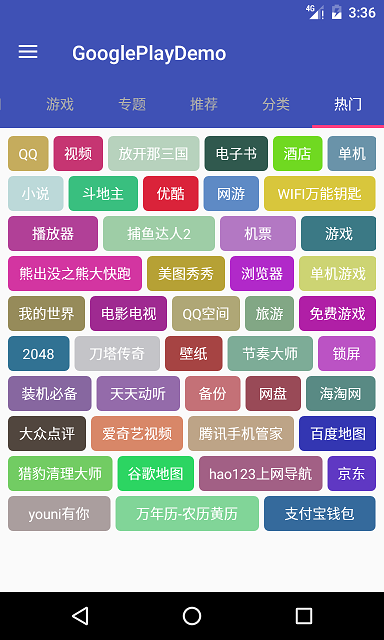 4G 3:36
GooglePlayDemo
游戏 专题 推荐 分类 热门
QQ 视频 放开那三国 电子书 酒店 单机
小说 斗地主 优酷 网游 WIFI万能钥匙
播放器 捕鱼达人2 机票 游戏
熊出没之熊大快跑 美图秀秀 浏览器 单机游戏
我的世界 电影电视 QQ空间 旅游 免费游戏
2048 刀塔传奇 壁纸 节奏大师 锁屏
装机必备 天天动听 备份 网盘 海淘网
大众点评 爱奇艺视频 腾讯手机管家 百度地图
猎豹清理大师 谷歌地图 hao123上网导航 京东
youni有你 万年历-农历黄历 支付宝钱包